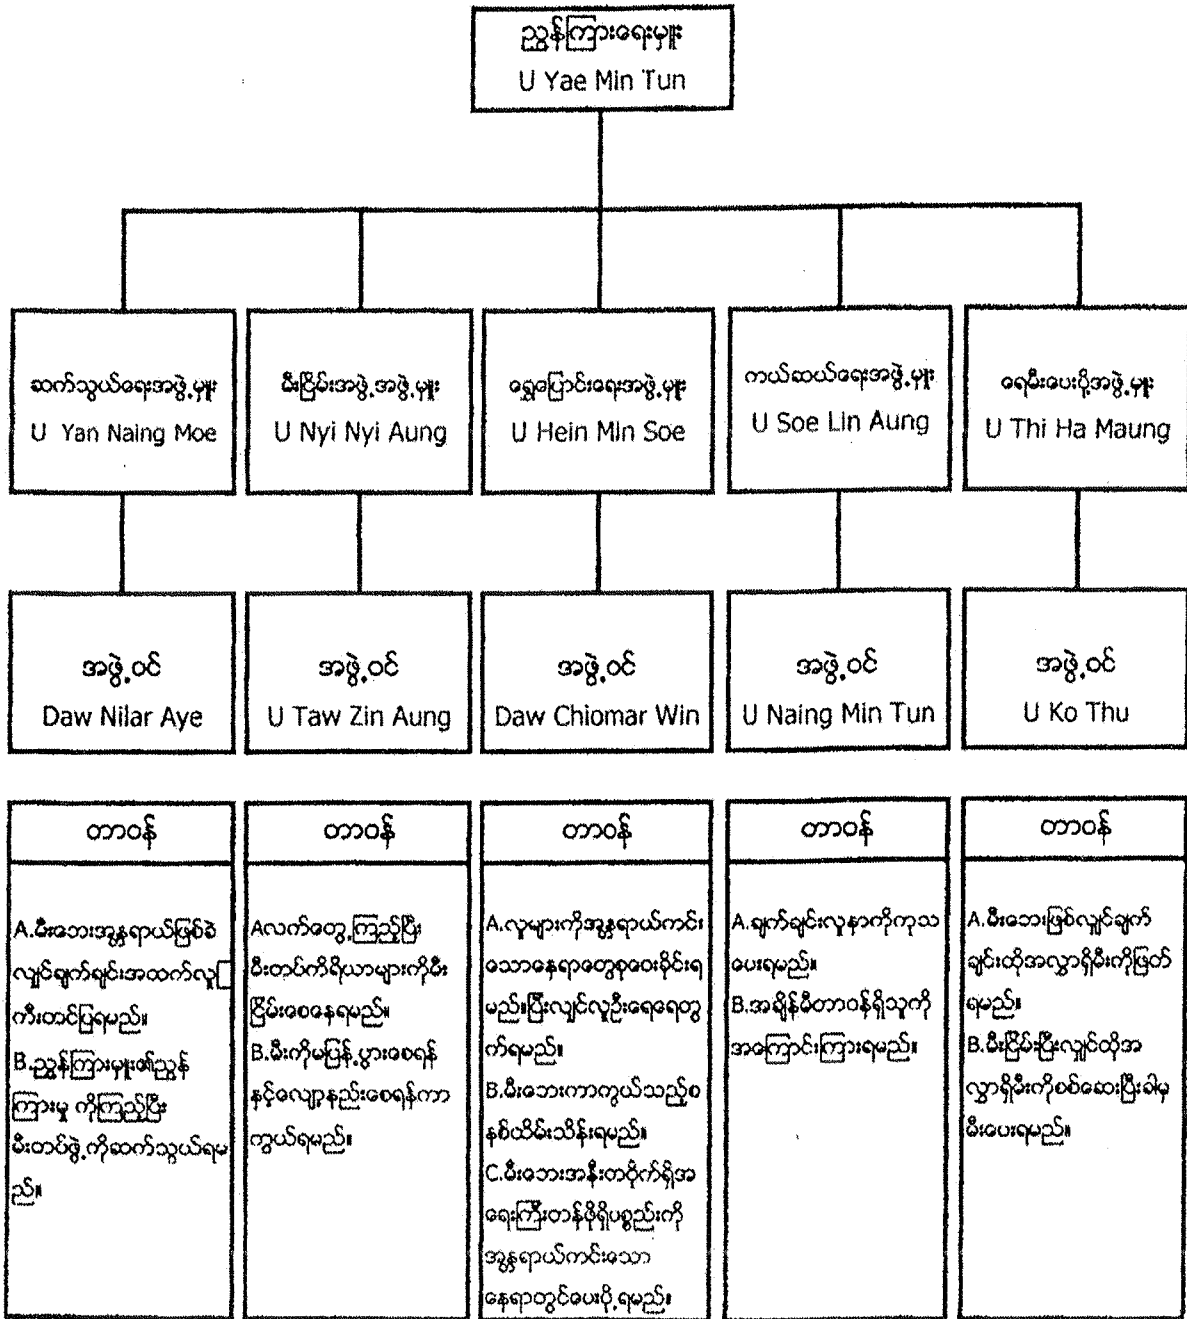 ညွှန်ကြားရေးမှူး
U Yae Min Tun
ဆက်သွယ်ရေးအဖွဲ့မှူး
U Yan Naing Moe
မီးငြိမ်းအဖွဲ့အဖွဲ့မှူး
U Nyi Nyi Aung
ရွှေ့ပြောင်းရေးအဖွဲ့မှူး
U Hein Min Soe
ကယ်ဆယ်ရေးအဖွဲ့မှူး
U Soe Lin Aung
ရေမီးပေးပို့အဖွဲ့မှူး
U Thi Ha Maung
အဖွဲ့ဝင်
Daw Nilar Aye
အဖွဲ့ဝင်
U Taw Zin Aung
အဖွဲ့ဝင်
Daw Chiomar Win
အဖွဲ့ဝင်
U Naing Min Tun
အဖွဲ့ဝင်
U Ko Thu
တာဝန်
A.မီးဘေးအန္တရာယ်ဖြစ်ခဲ
လျှင်ချက်ချင်းအထက်လူကြ
ကီးတင်ပြရမည်။
B.ညွှန်ကြားမှူး၏ညွှန်
ကြားမှု ကိုကြည့်ပြီး
မီးတပ်ဖွဲ့ကိုဆက်သွယ်ရမ
ည်။
တာဝန်
Aလက်တွေ့ကြည့်ပြီး
မီးတပ်ကိရိယာများကိုမီး
ငြိမ်းစေနေရမည်။
B.မီးကိုမပြန့်ပွားစေရန်
နှင့်လျော့နည်းစေရန်ကာ
ကွယ်ရမည်။
တာဝန်
A.လူများကိုအန္တရာယ်ကင်း
သောနေရာတွေစုဝေးခိုင်းရ
မည်။ပြီးလျှင်လူဦးရေရေတွ
က်ရမည်။
B.မီးဘေးကာကွယ်သည့်စ
နစ်ထိမ်းသိန်းရမည်။
C.မီးဘေးအနီးတဝိုက်ရှိအ
ရေးကြီးတန်ဖိုရှိပစ္စည်းကို
အန္တရာယ်ကင်းသော
နေရာတွင်ပေးပို့ရမည်။
တာဝန်
A.ချက်ချင်းလူနာကိုကုသ
ပေးရမည်။
B.အချိန်မီတာဝန်ရှိသူကို
အကြောင်းကြားရမည်။
တာဝန်
A.မီးဘေးဖြစ်လျှင်ချက်
ချင်းထိုအလွှာရှိမီးကိုဖြတ်
ရမည်။
B.မီးငြိမ်းပြီးလျှင်ထိုအ
လွှာရှိမီးကိုစစ်ဆေးပြီးခါမှ
မီးပေးရမည်။